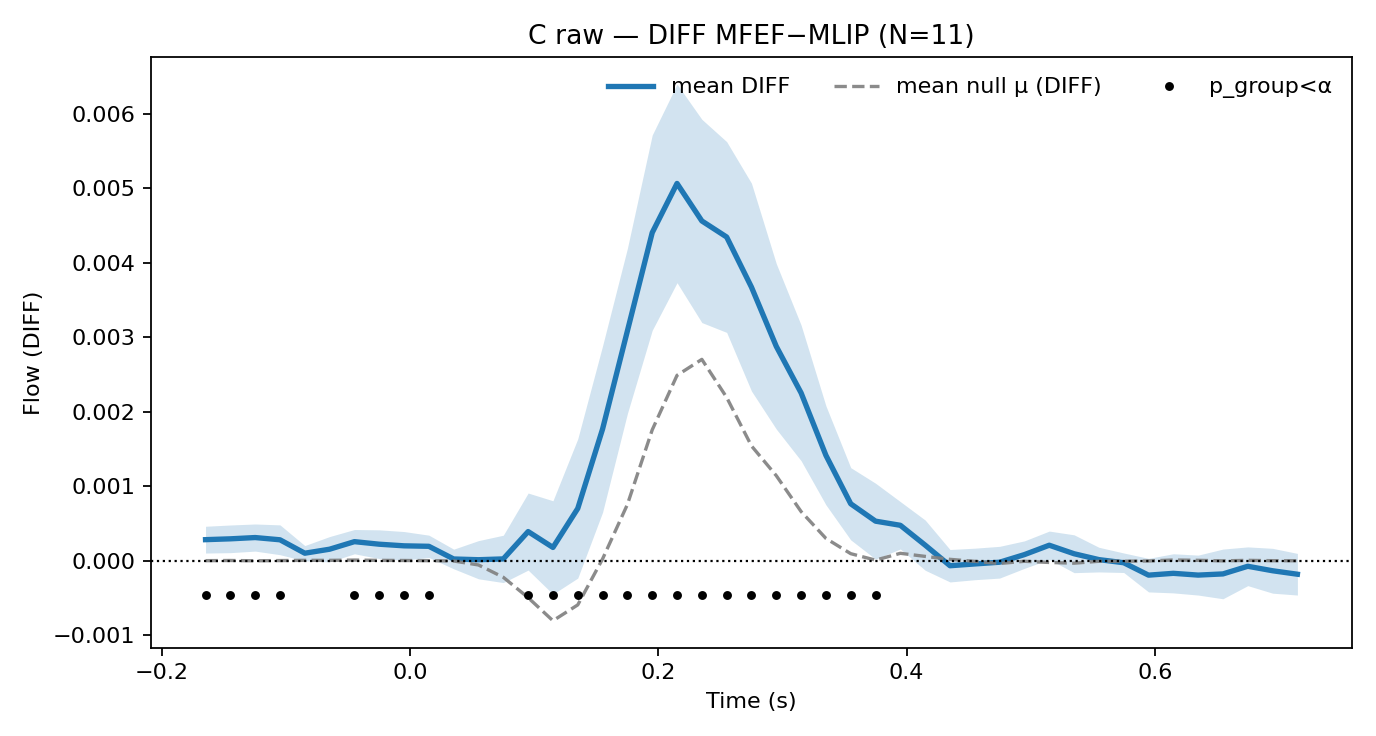 C raw — DIFF MFEF−MLIP (N=11)
mean DIFF
mean null μ (DIFF)
p_group<α
0.006
0.005
0.004
0.003
0.002
0.001
0.000
−0.001
Flow (DIFF)
−0.2
0.0
0.2
0.4
0.6
Time (s)